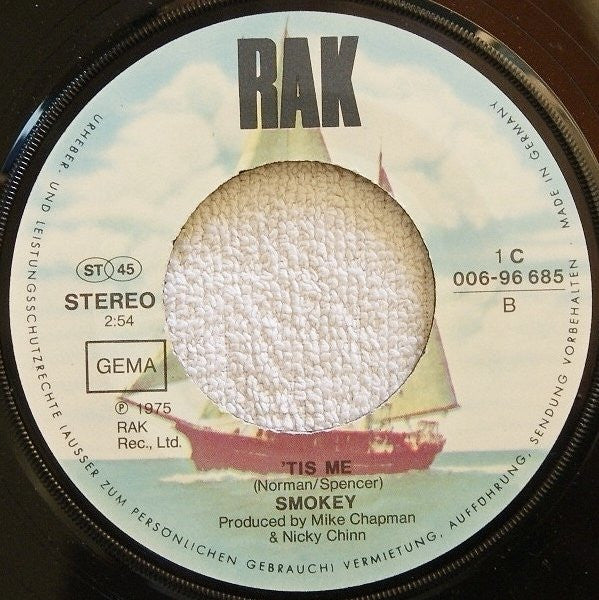 RAK
ST 45
STEREO
2:54
GEMA
℗ 1975
RAK
Rec., Ltd.
1 C
006-96 685
B
'TIS ME
(Norman/Spencer)
SMOKEY
Produced by Mike Chapman
& Nicky Chinn
URHEBER- UND LEISTUNGSSCHUTZRECHTE (AUSSER ZUM PERSÖNLICHEN GEBRAUCH) VERMIETUNG, AUFFÜHRUNG, SENDUNG VORBEHALTEN · MADE IN GERMANY